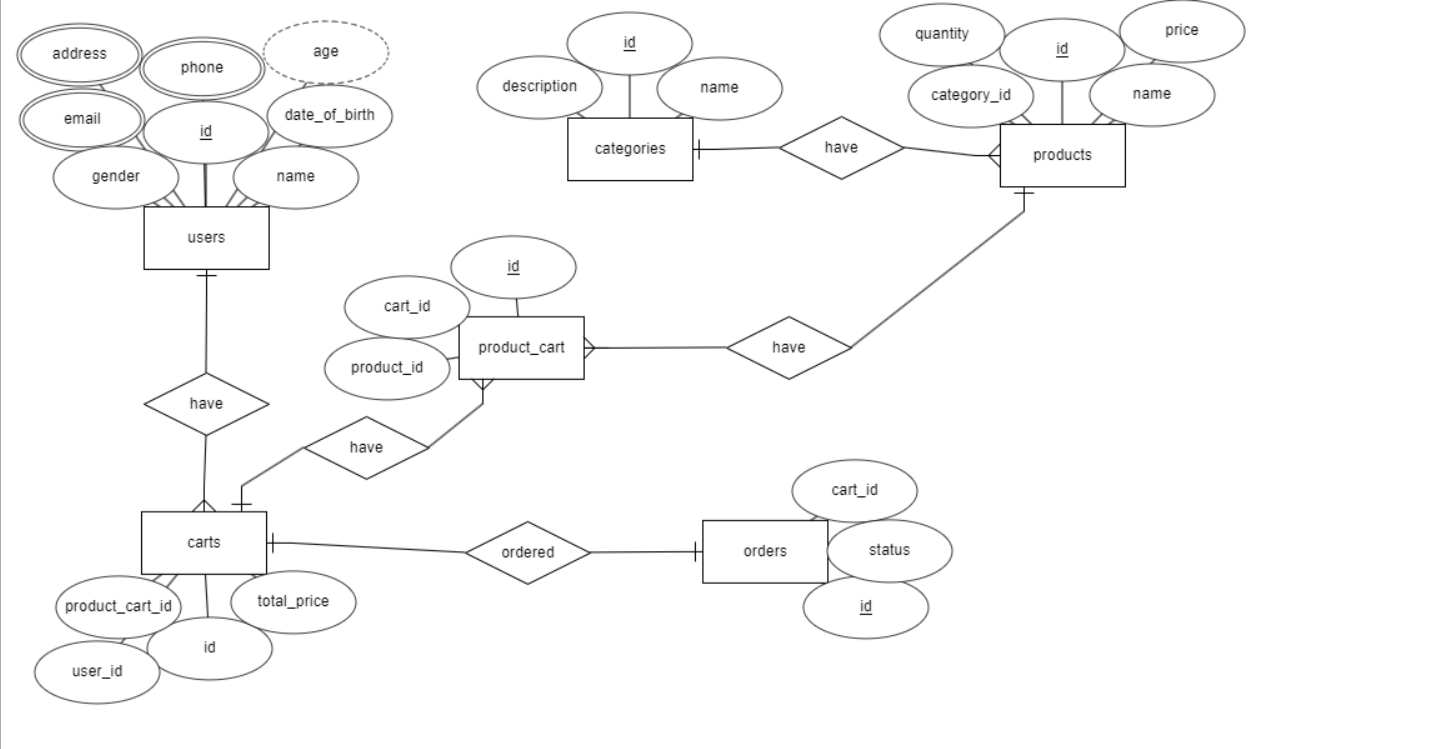 address
phone
age
email
id
date_of_birth
gender
name
users
id
description
name
categories
have
quantity
id
price
category_id
name
products
id
cart_id
product_id
product_cart
have
have
have
carts
product_cart_id
total_price
id
user_id
ordered
orders
cart_id
status
id